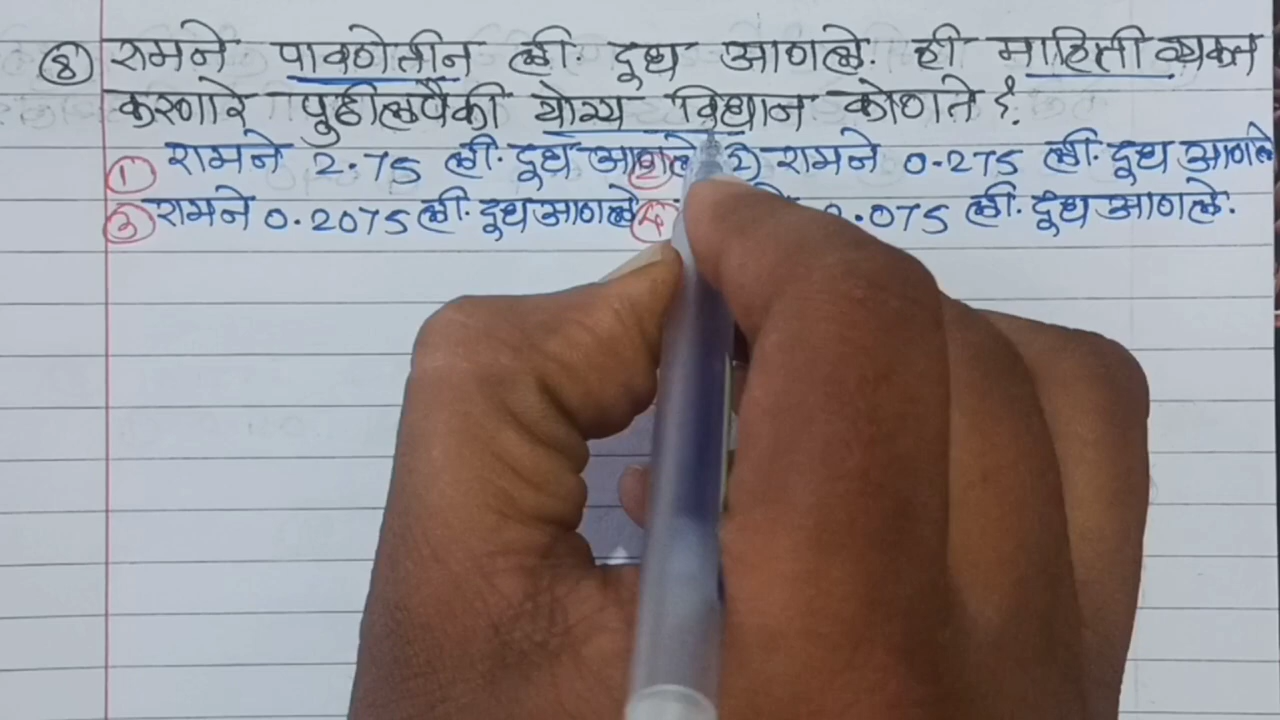 8 रामने पावणेतीन ली. दूध आणले. ही माहिती व्यक्त
करणारे पुढीलपैकी योग्य विधान कोणते?
1 रामने 2.75 ली. दूध आणले 2) रामने 0.275 ली. दूध आणले
3 रामने 0.2075 ली. दूध आणले 4 .075 ली. दूध आणले.